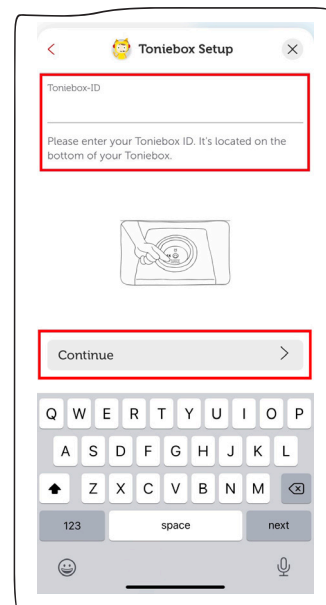 Toniebox Setup
Toniebox-ID
Please enter your Toniebox ID. It's located on the
bottom of your Toniebox.
Continue
Q W E R T Y U I O P
A S D F G H J K L
Z X C V B N M
123 space next